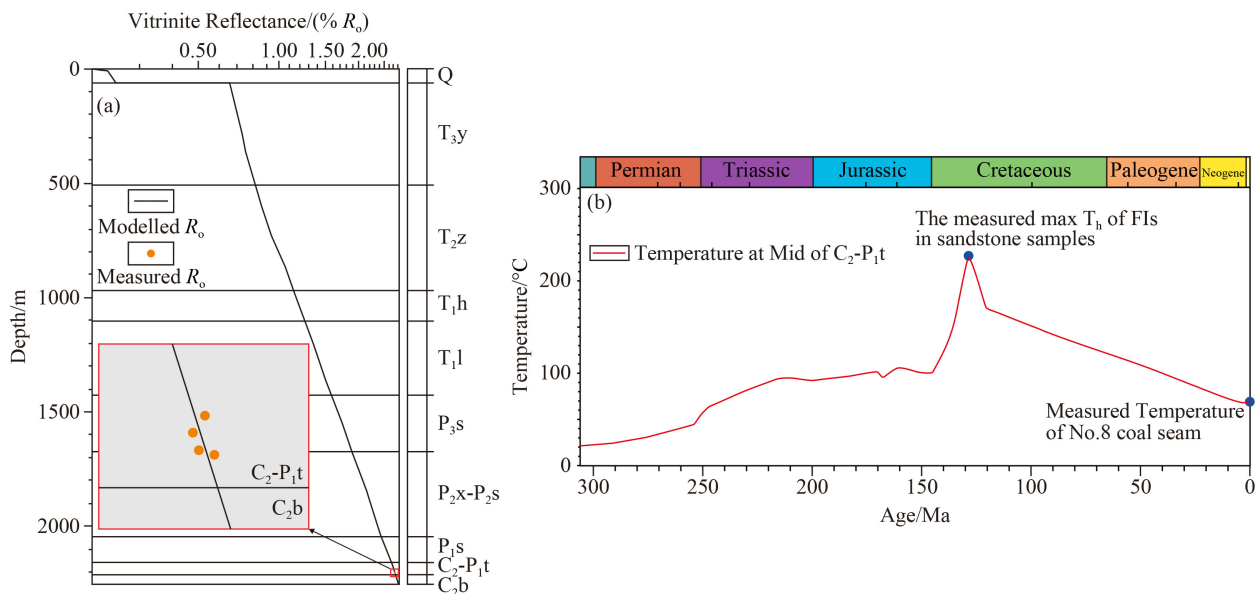 Vitrinite Reflectance/(% Rₒ)
0.50 1.00 1.50 2.00
(a)
Depth/m
0
500
1000
1500
2000
Modelled Rₒ
Measured Rₒ
C₂-P₁t
C₂b
Q
T₃y
T₂z
T₁h
T₁l
P₃s
P₂x-P₂s
P₁s
C₂-P₁t
C₂b
Permian Triassic Jurassic Cretaceous Paleogene Neogene
(b)
Temperature/°C
300
200
100
0
The measured max Tₕ of FIs
in sandstone samples
Temperature at Mid of C₂-P₁t
Measured Temperature
of No.8 coal seam
300 250 200 150 100 50 0
Age/Ma